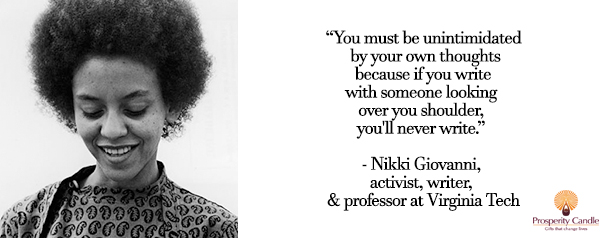 “You must be unintimidated
by your own thoughts
because if you write
with someone looking
over you shoulder,
you'll never write.”
- Nikki Giovanni,
activist, writer,
& professor at Virginia Tech
Prosperity Candle
Gifts that change lives